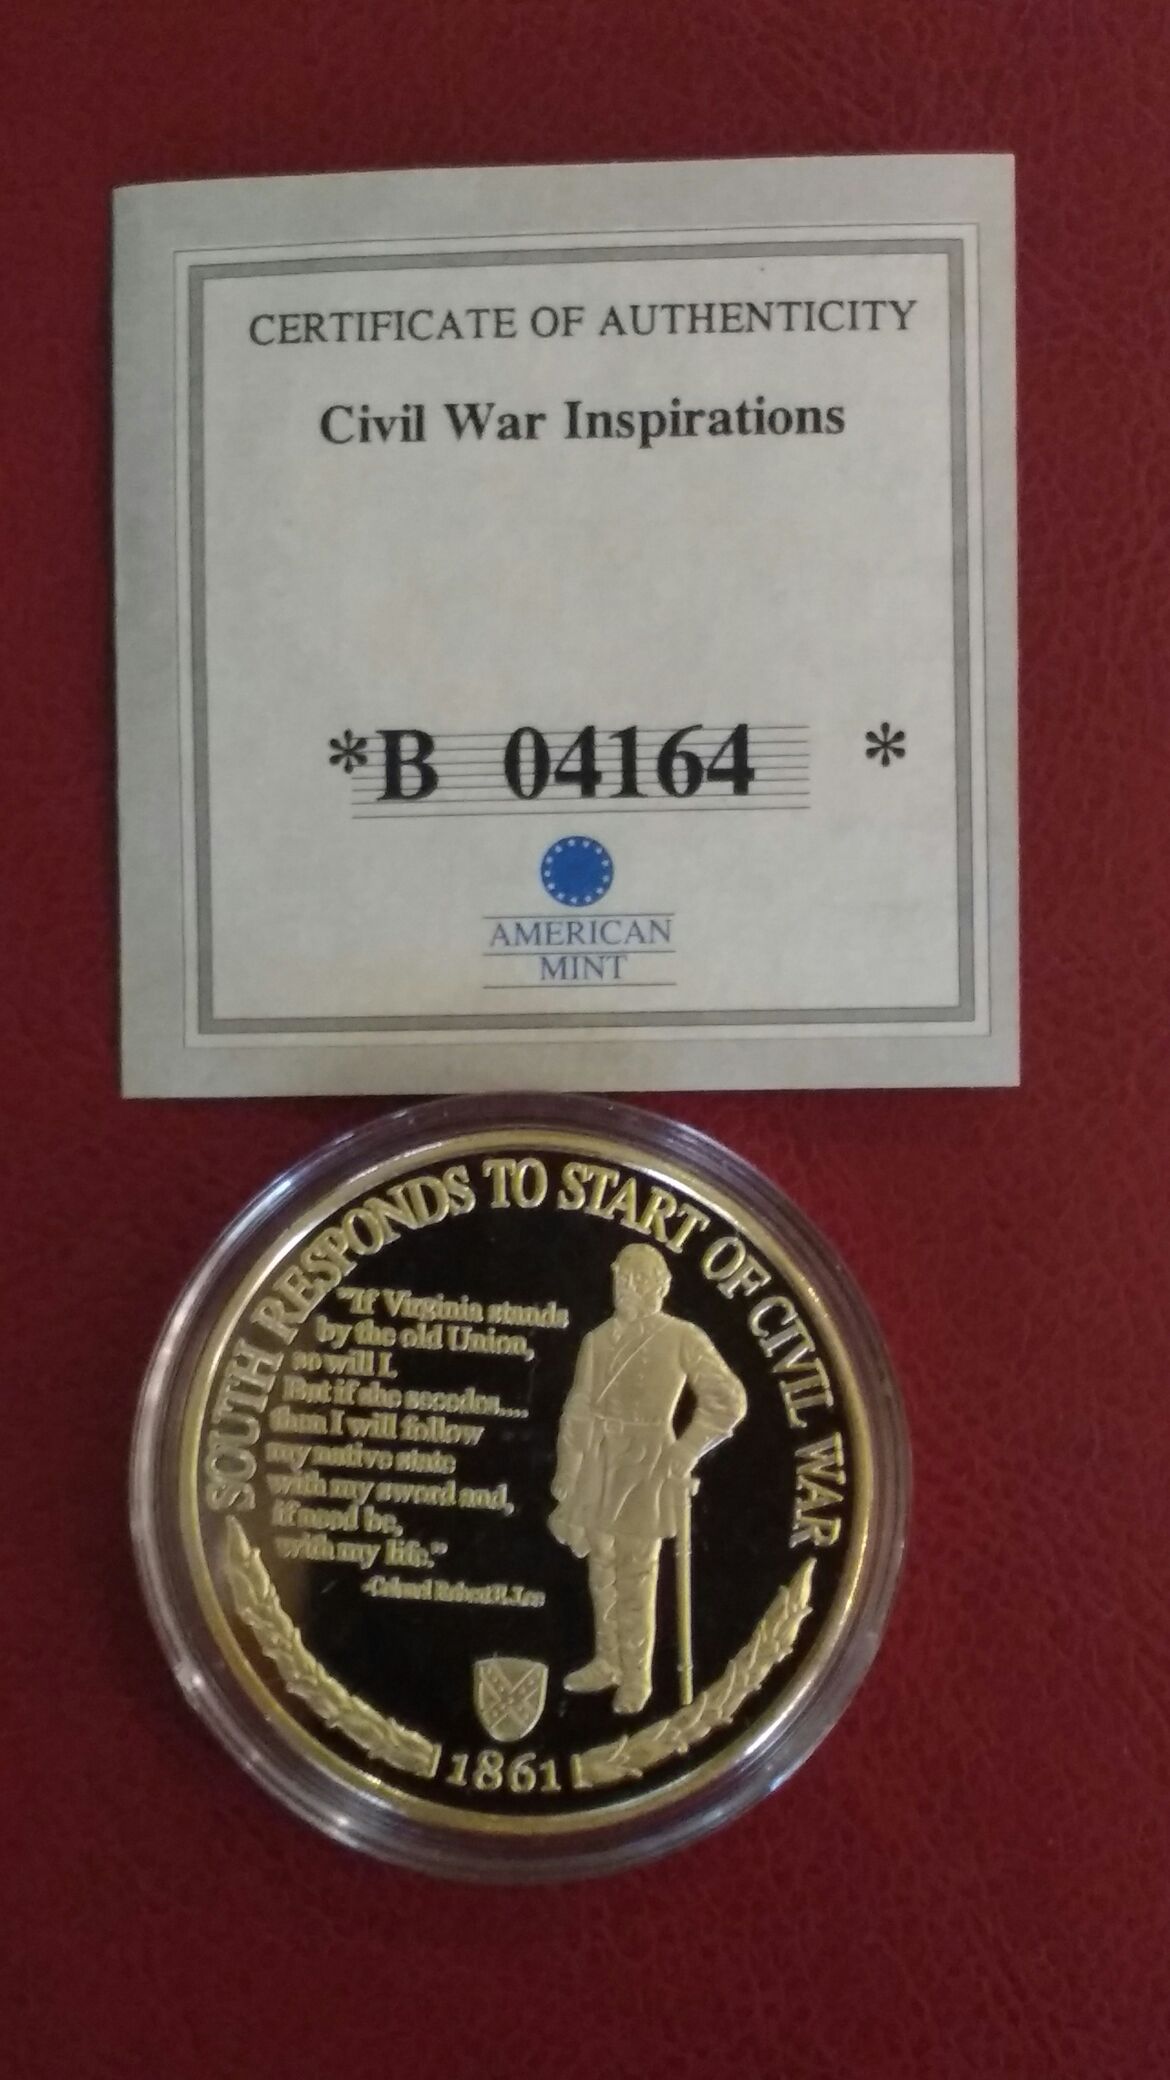 CERTIFICATE OF AUTHENTICITY
Civil War Inspirations
*B 04164 *
AMERICAN
MINT
SOUTH RESPONDS TO START OF CIVIL WAR
"If Virginia stands
by the old Union,
so will I.
But if she secedes....
then I will follow
my native state
with my sword and,
if need be,
with my life."
-Colonel Robert E. Lee
1861